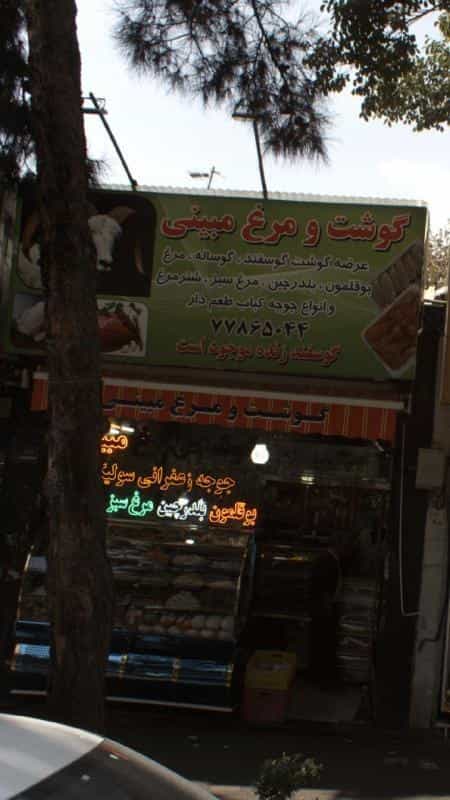 گوشت و مرغ مبینی
عرضه گوشت گوسفند، گوساله، مرغ
بوقلمون، بلدرچین، مرغ سبز، شترمرغ
و انواع جوجه کباب طعم دار
۷۷۸۶۵۰۴۴
گوسفند زنده موجود است
گوشت و مرغ مبینی
جوجه زعفرانی
بوقلمون بلدرچین مرغ سبز